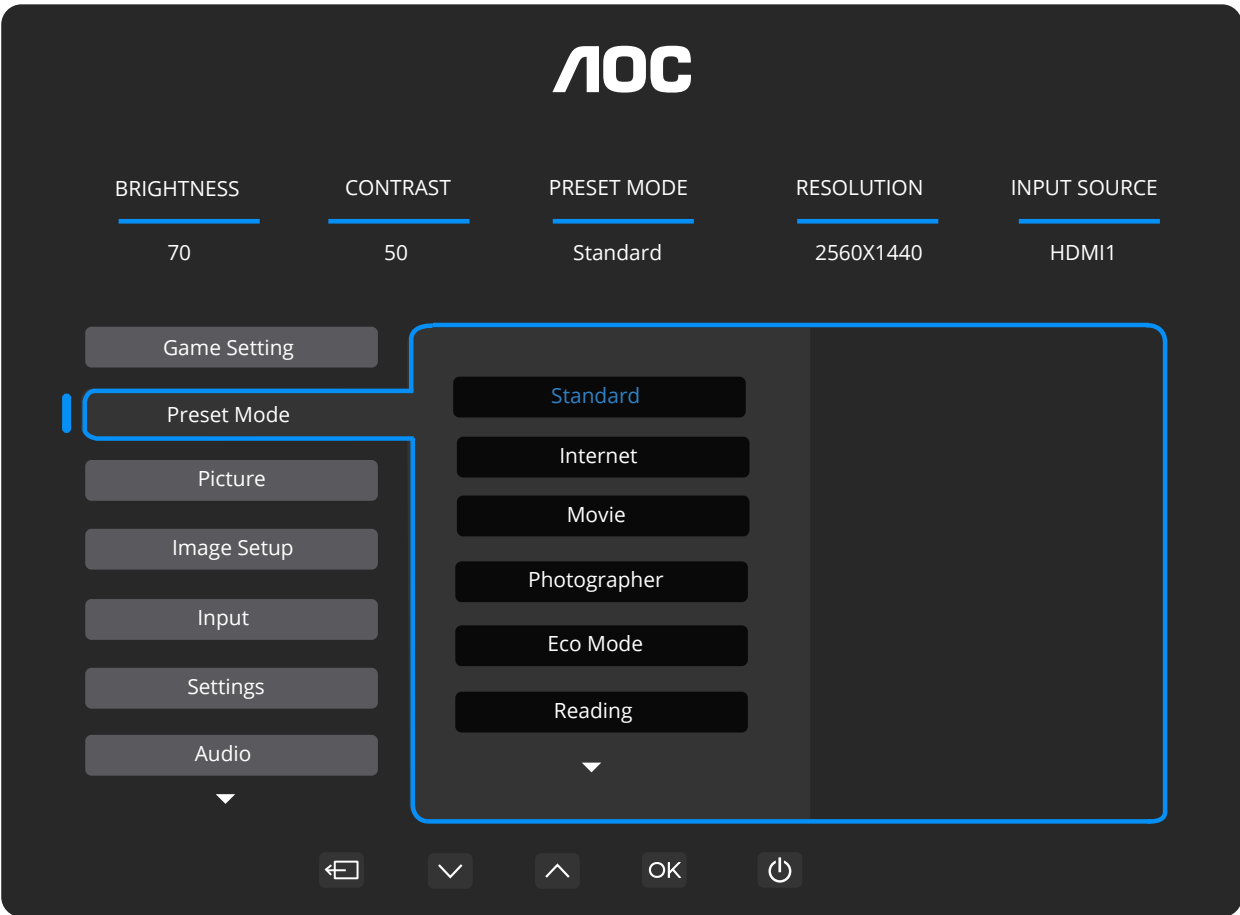 AOC
BRIGHTNESS CONTRAST PRESET MODE RESOLUTION INPUT SOURCE
70 50 Standard 2560X1440 HDMI1
Game Setting
Preset Mode
Picture
Image Setup
Input
Settings
Audio
Standard
Internet
Movie
Photographer
Eco Mode
Reading
OK